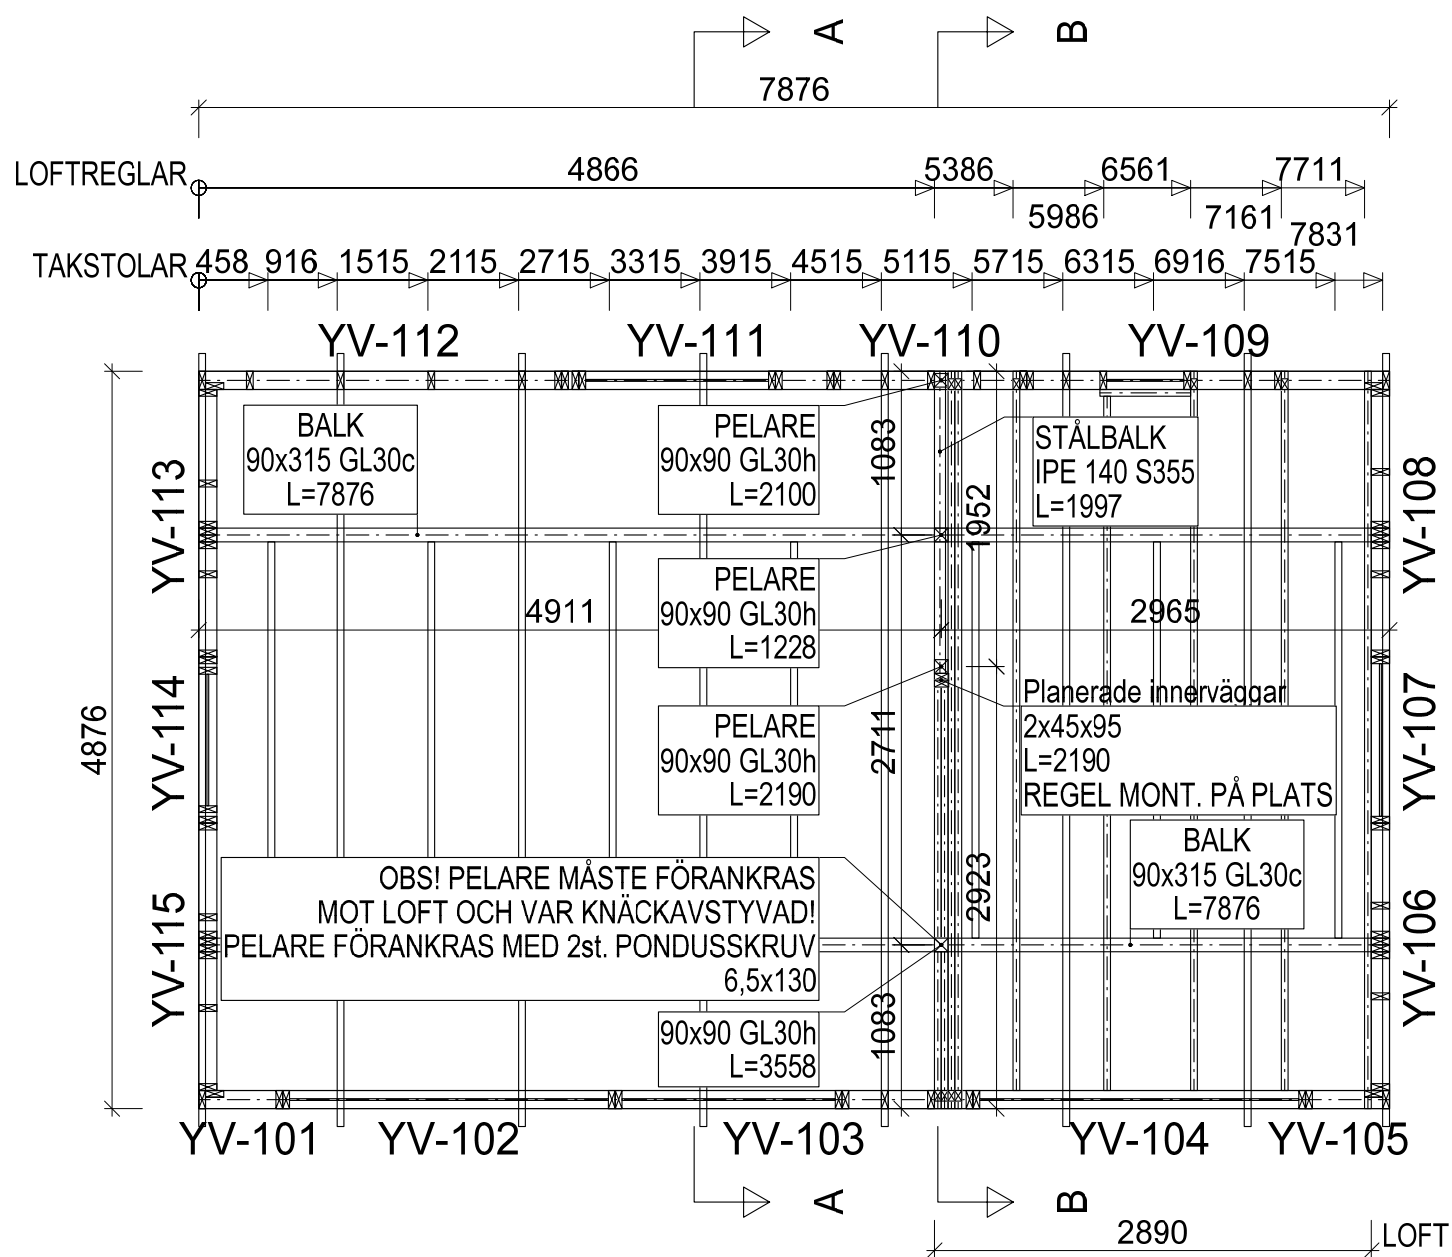 A
B
7876
LOFTREGLAR
4866
5386
6561
7711
5986
7161
7831
TAKSTOLAR
458
916
1515
2115
2715
3315
3915
4515
5115
5715
6315
6916
7515
YV-112
YV-111
YV-110
YV-109
BALK
90x315 GL30c
L=7876
PELARE
90x90 GL30h
L=2100
1083
STÅLBALK
IPE 140 S355
L=1997
1952
YV-113
YV-108
PELARE
90x90 GL30h
L=1228
4911
2965
4876
YV-114
YV-107
PELARE
90x90 GL30h
L=2190
2711
Planerade innerväggar
2x45x95
L=2190
REGEL MONT. PÅ PLATS
BALK
90x315 GL30c
L=7876
OBS! PELARE MÅSTE FÖRANKRAS
MOT LOFT OCH VAR KNÄCKAVSTYVAD!
PELARE FÖRANKRAS MED 2st. PONDUSSKRUV
6,5x130
2923
YV-115
YV-106
90x90 GL30h
L=3558
1083
YV-101
YV-102
YV-103
YV-104
YV-105
A
B
2890
LOFT